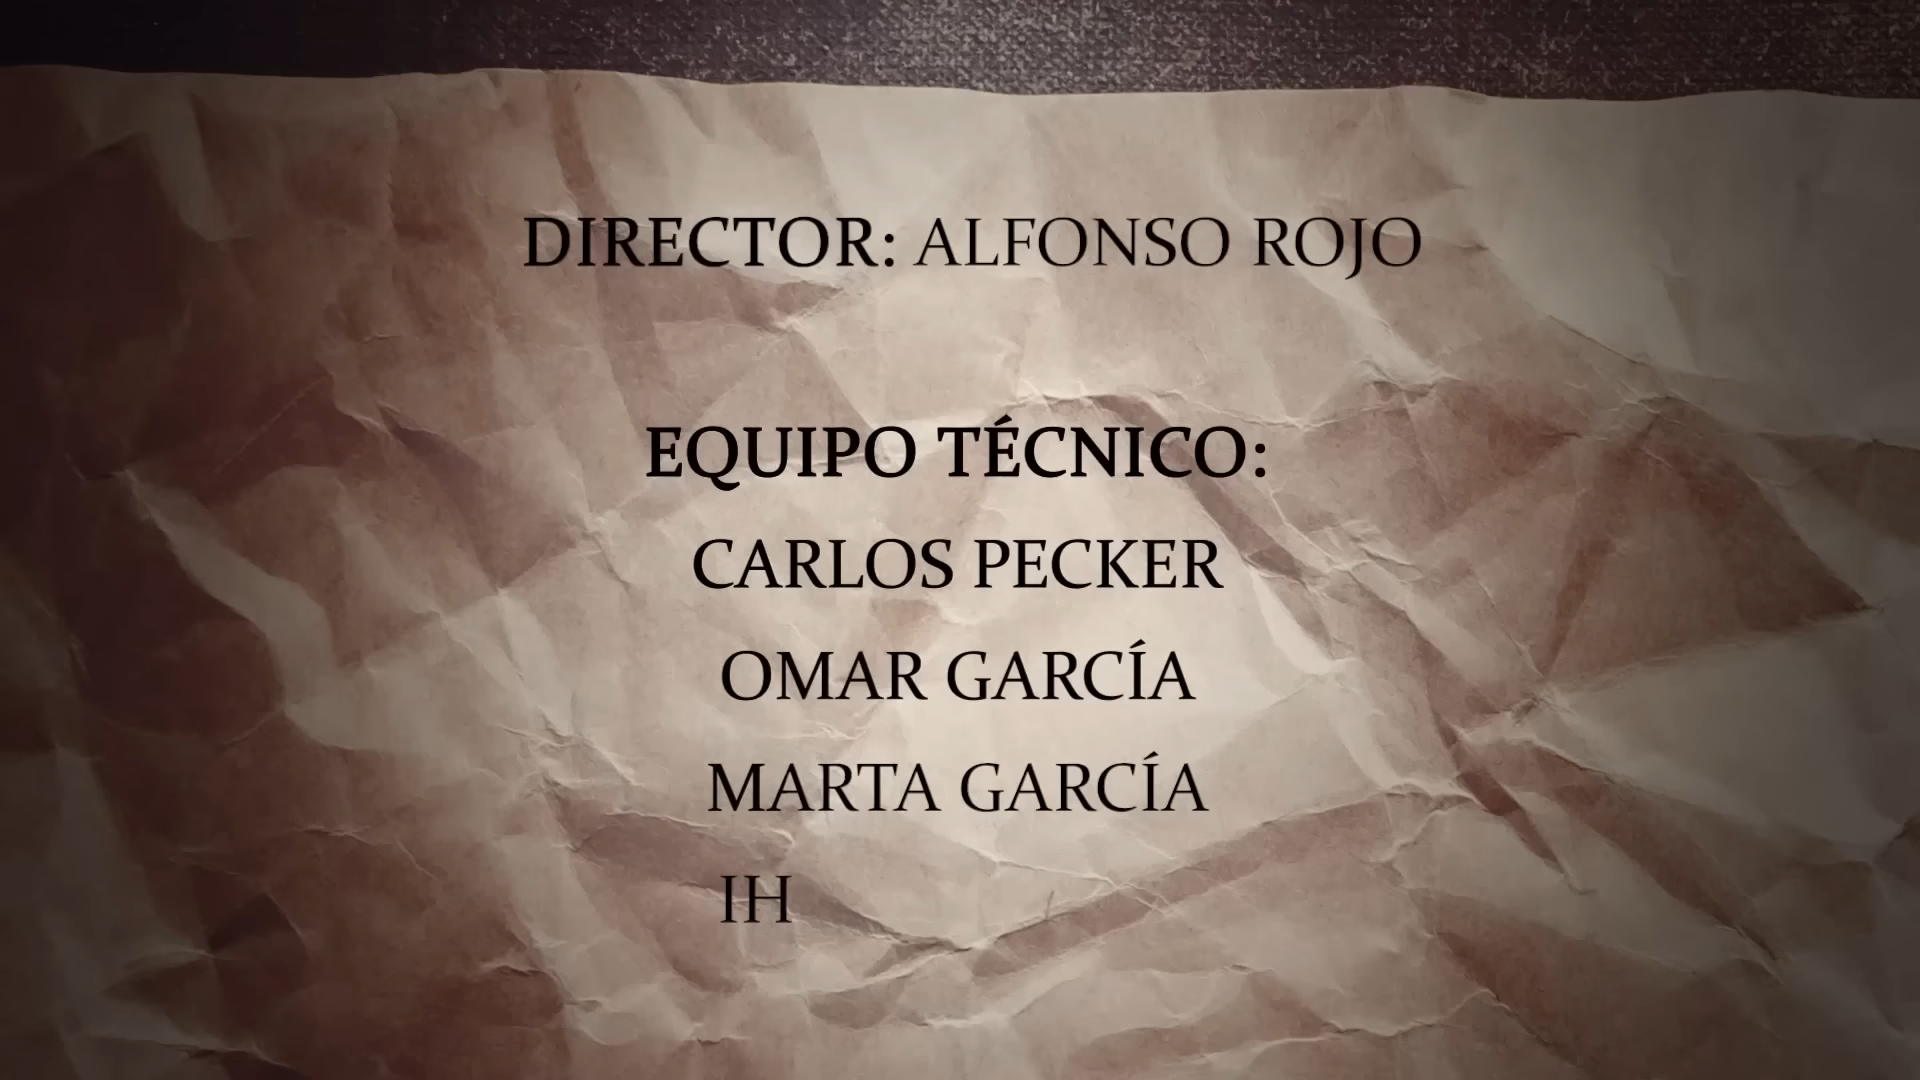 DIRECTOR: ALFONSO ROJO
EQUIPO TÉCNICO:
CARLOS PECKER
OMAR GARCÍA
MARTA GARCÍA
IH